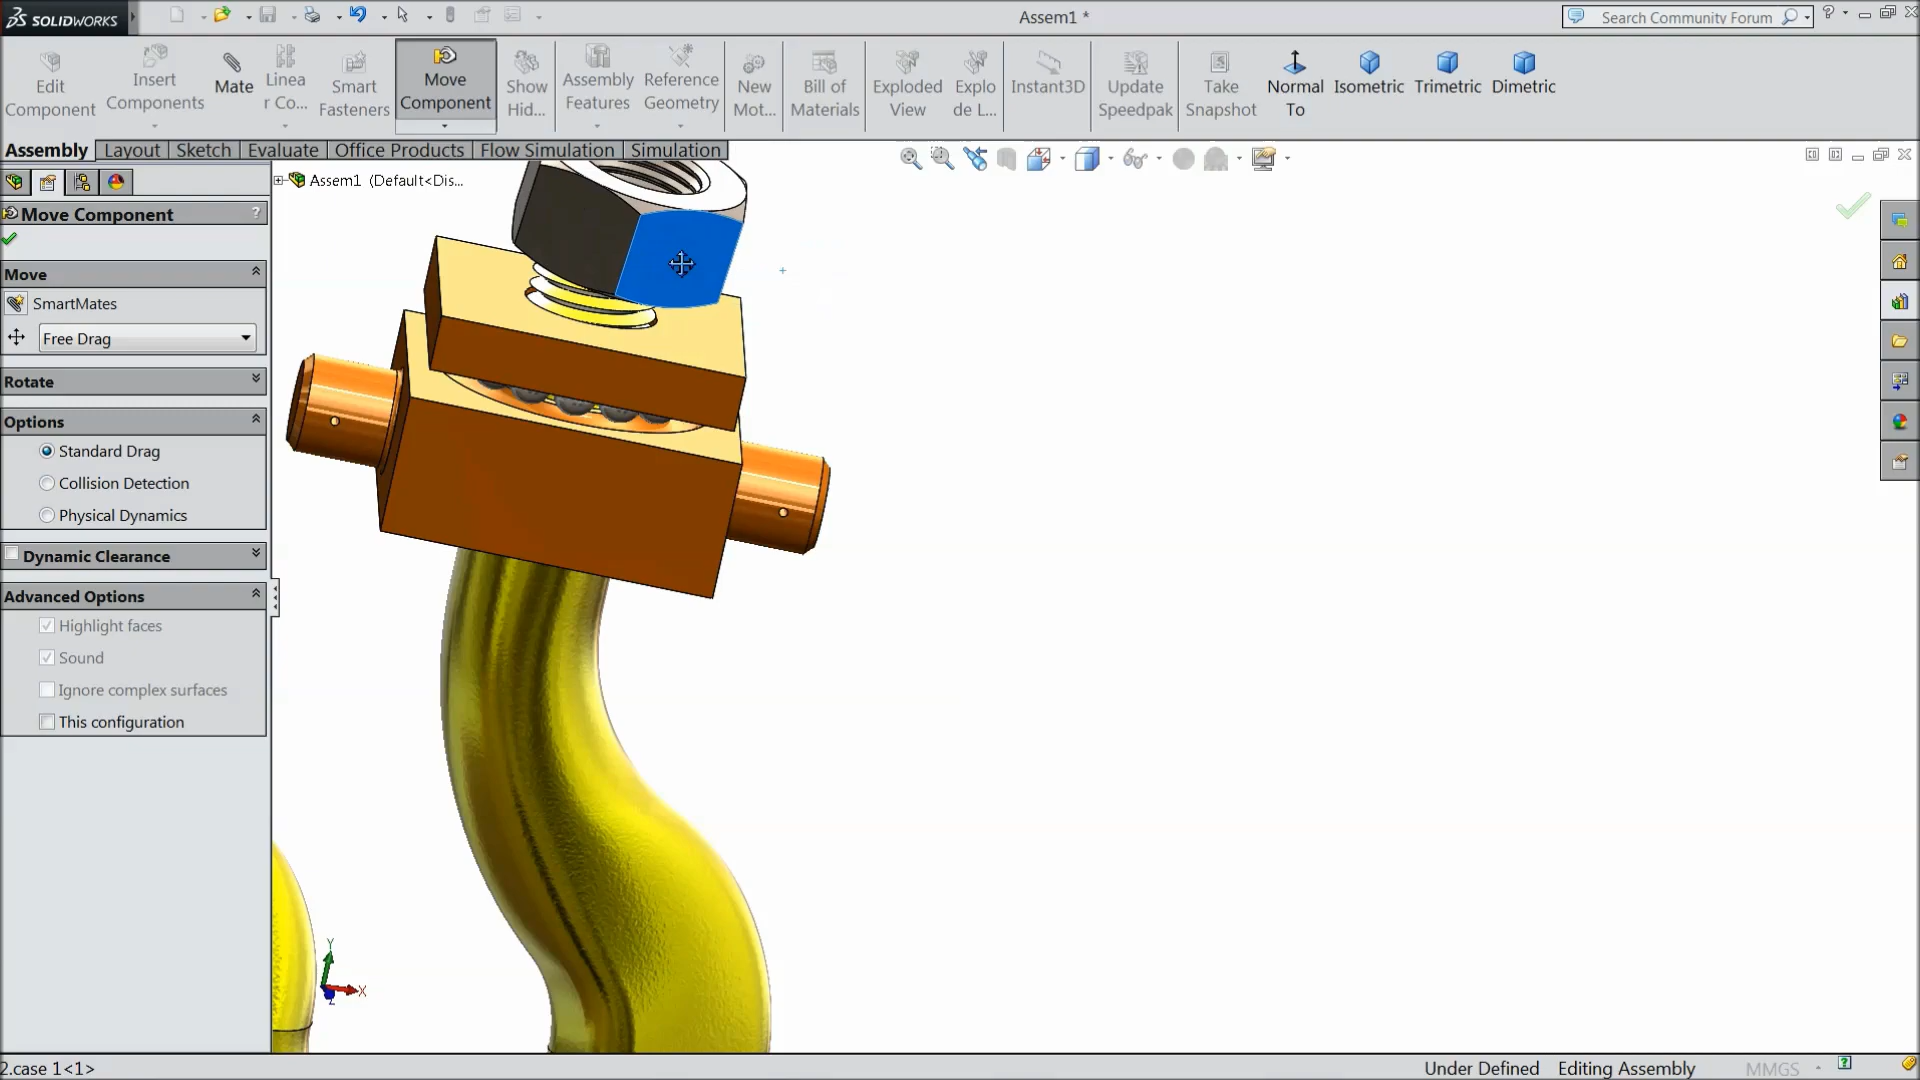 SOLIDWORKS
Assem1 *
Search Community Forum
?
Edit Component
Insert Components
Mate
Linea r Co...
Smart Fasteners
Move Component
Show Hid...
Assembly Features
Reference Geometry
New Mot...
Bill of Materials
Exploded View
Explo de L...
Instant3D
Update Speedpak
Take Snapshot
Normal To
Isometric
Trimetric
Dimetric
Assembly
Layout
Sketch
Evaluate
Office Products
Flow Simulation
Simulation
Assem1 (Default<Dis...
Move Component
?
Move
SmartMates
Free Drag
Rotate
Options
Standard Drag
Collision Detection
Physical Dynamics
Dynamic Clearance
Advanced Options
Highlight faces
Sound
Ignore complex surfaces
This configuration
Y
X
Z
2.case 1<1>
Under Defined
Editing Assembly
MMGS
?